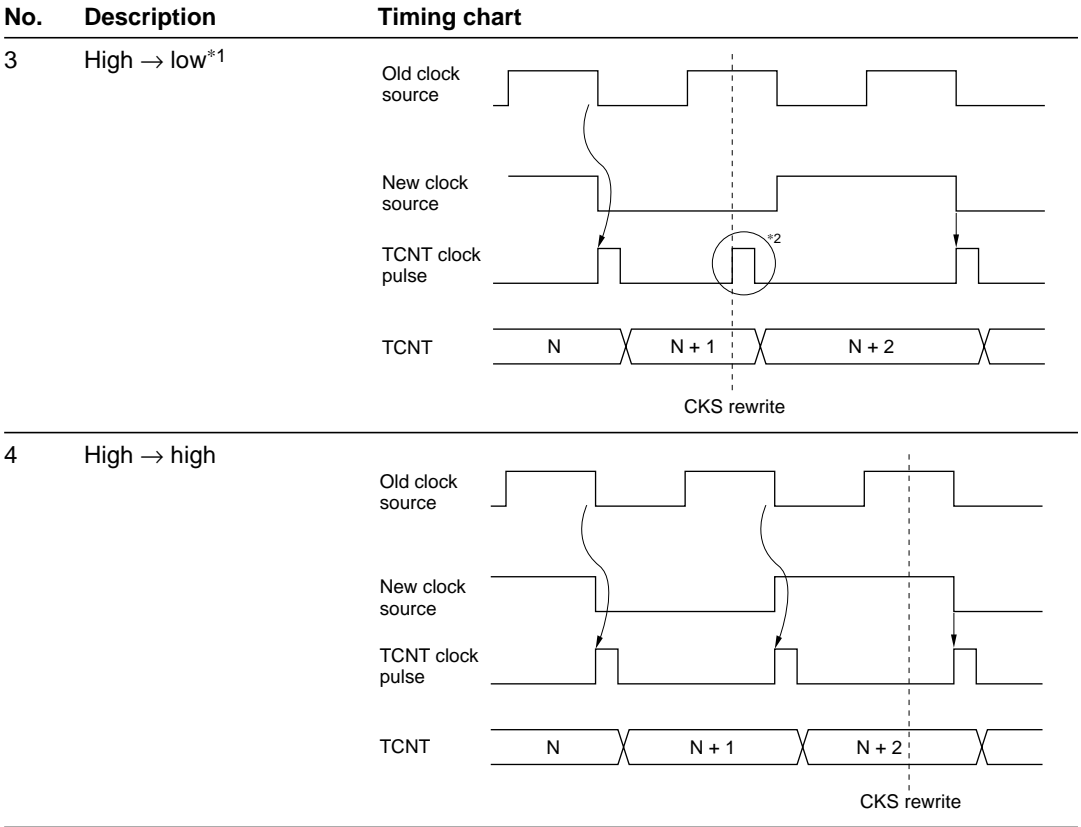 No. Description Timing chart
3 High → low*1
Old clock
source
New clock
source
*2
TCNT clock
pulse
TCNT N N + 1 N + 2
CKS rewrite
4 High → high
Old clock
source
New clock
source
TCNT clock
pulse
TCNT N N + 1 N + 2
CKS rewrite